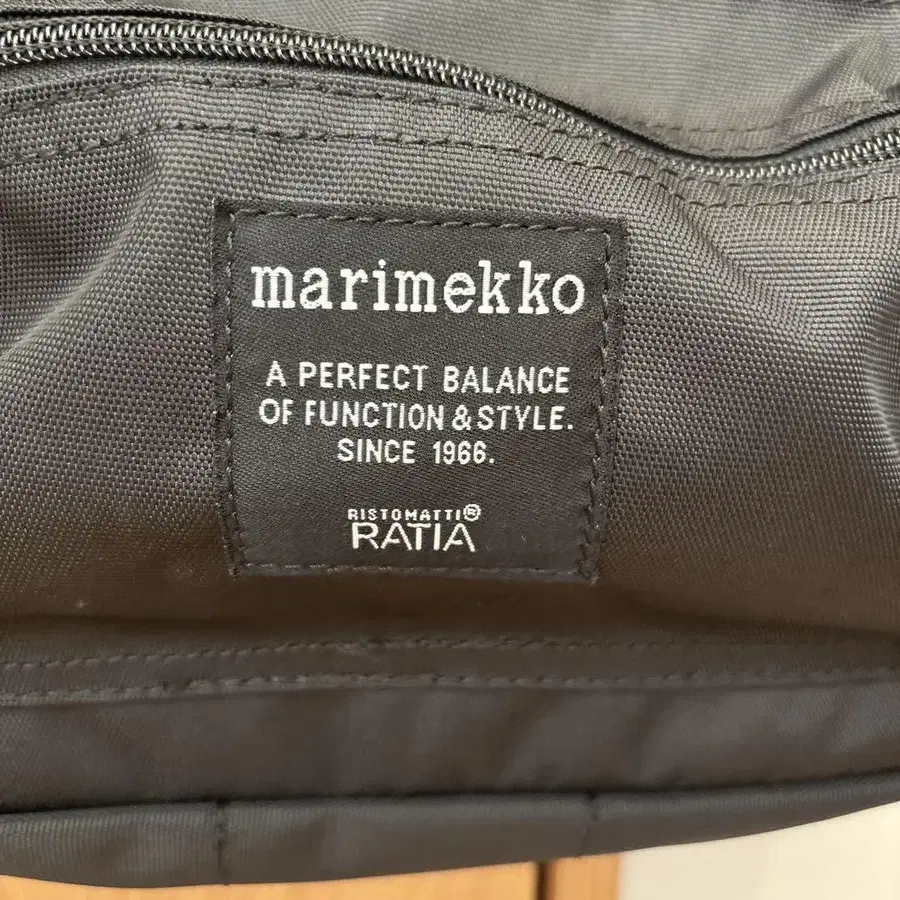 marimekko
A PERFECT BALANCE
OF FUNCTION & STYLE.
SINCE 1966.
RISTOMATTI®
RATIA